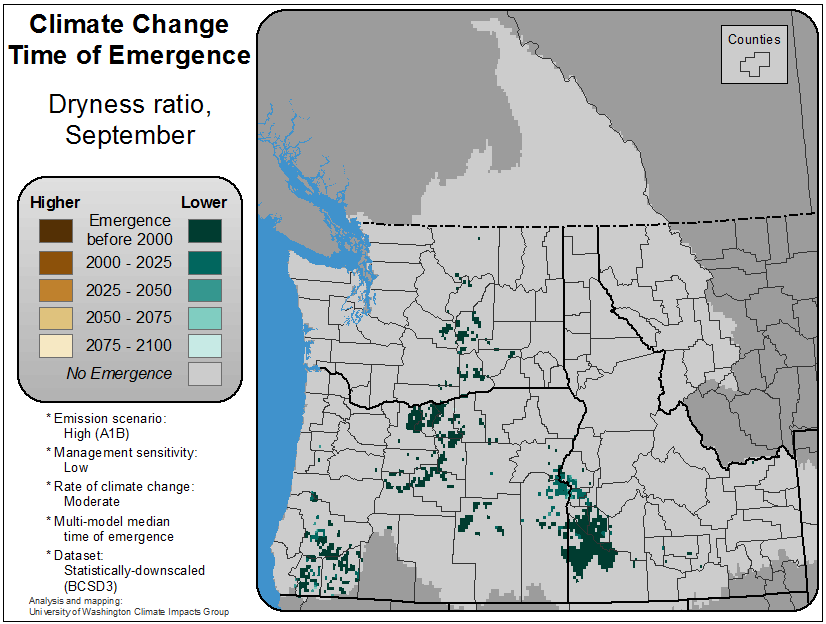 Climate Change
Time of Emergence
Dryness ratio,
September
Higher
Lower
Emergence
before 2000
2000 - 2025
2025 - 2050
2050 - 2075
2075 - 2100
No Emergence
* Emission scenario:
High (A1B)
* Management sensitivity:
Low
* Rate of climate change:
Moderate
* Multi-model median
time of emergence
* Dataset:
Statistically-downscaled
(BCSD3)
Analysis and mapping:
University of Washington Climate Impacts Group
Counties